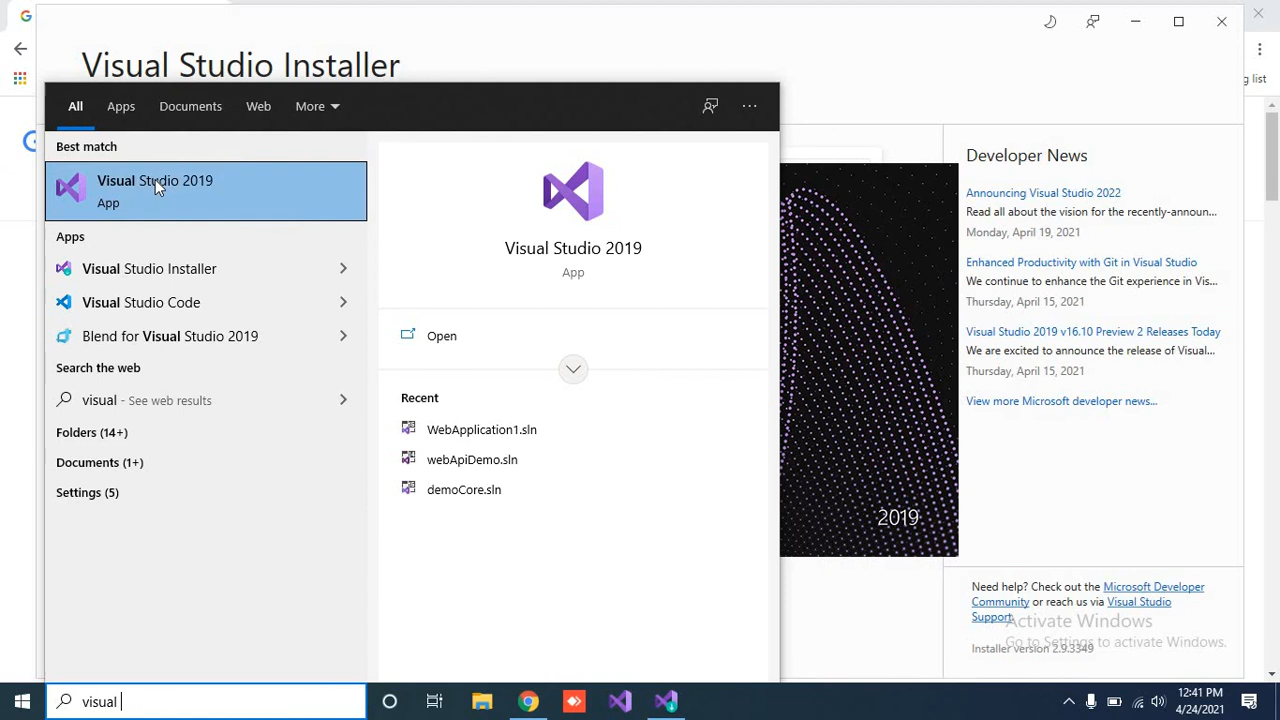 Visual Studio Installer
All Apps Documents Web More
Best match
Visual Studio 2019
App
Apps
Visual Studio Installer
Visual Studio Code
Blend for Visual Studio 2019
Search the web
visual - See web results
Folders (14+)
Documents (1+)
Settings (5)
Visual Studio 2019
App
Open
Recent
WebApplication1.sln
webApiDemo.sln
demoCore.sln
2019
ng list
Developer News
Announcing Visual Studio 2022
Read all about the vision for the recently-announ...
Monday, April 19, 2021
Enhanced Productivity with Git in Visual Studio
We continue to enhance the Git experience in Vis...
Thursday, April 15, 2021
Visual Studio 2019 v16.10 Preview 2 Releases Today
We are excited to announce the release of Visual...
Thursday, April 15, 2021
View more Microsoft developer news...
Need help? Check out the Microsoft Developer
Community or reach us via Visual Studio
Support.
Activate Windows
Go to Settings to activate Windows.
Installer version 2.9.3349
visual
12:41 PM
4/24/2021